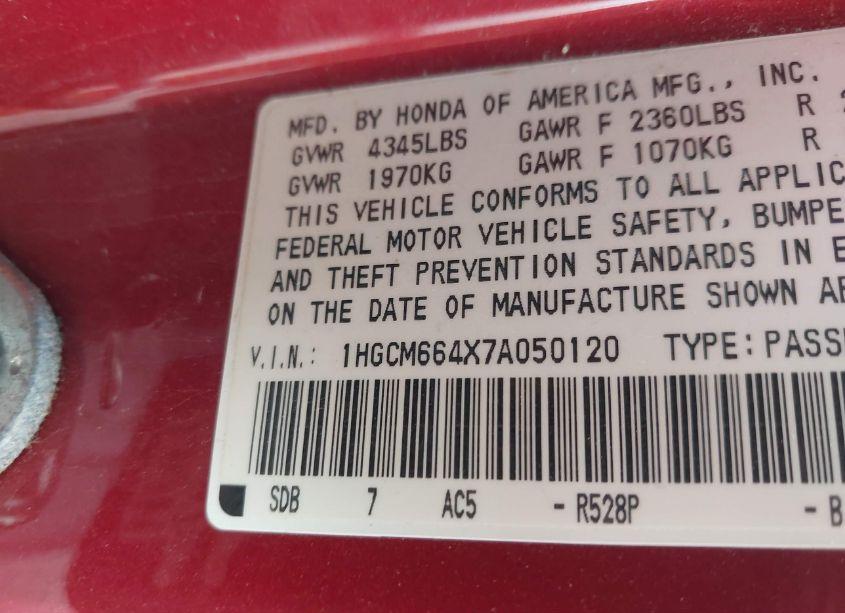 MFD. BY HONDA OF AMERICA MFG., INC.
GVWR 4345LBS GAWR F 2360LBS R
GVWR 1970KG GAWR F 1070KG R
THIS VEHICLE CONFORMS TO ALL APPLIC
FEDERAL MOTOR VEHICLE SAFETY, BUMPE
AND THEFT PREVENTION STANDARDS IN E
ON THE DATE OF MANUFACTURE SHOWN AB
V.I.N.: 1HGCM664X7A050120 TYPE: PASSE
SDB 7 AC5 -R528P -B